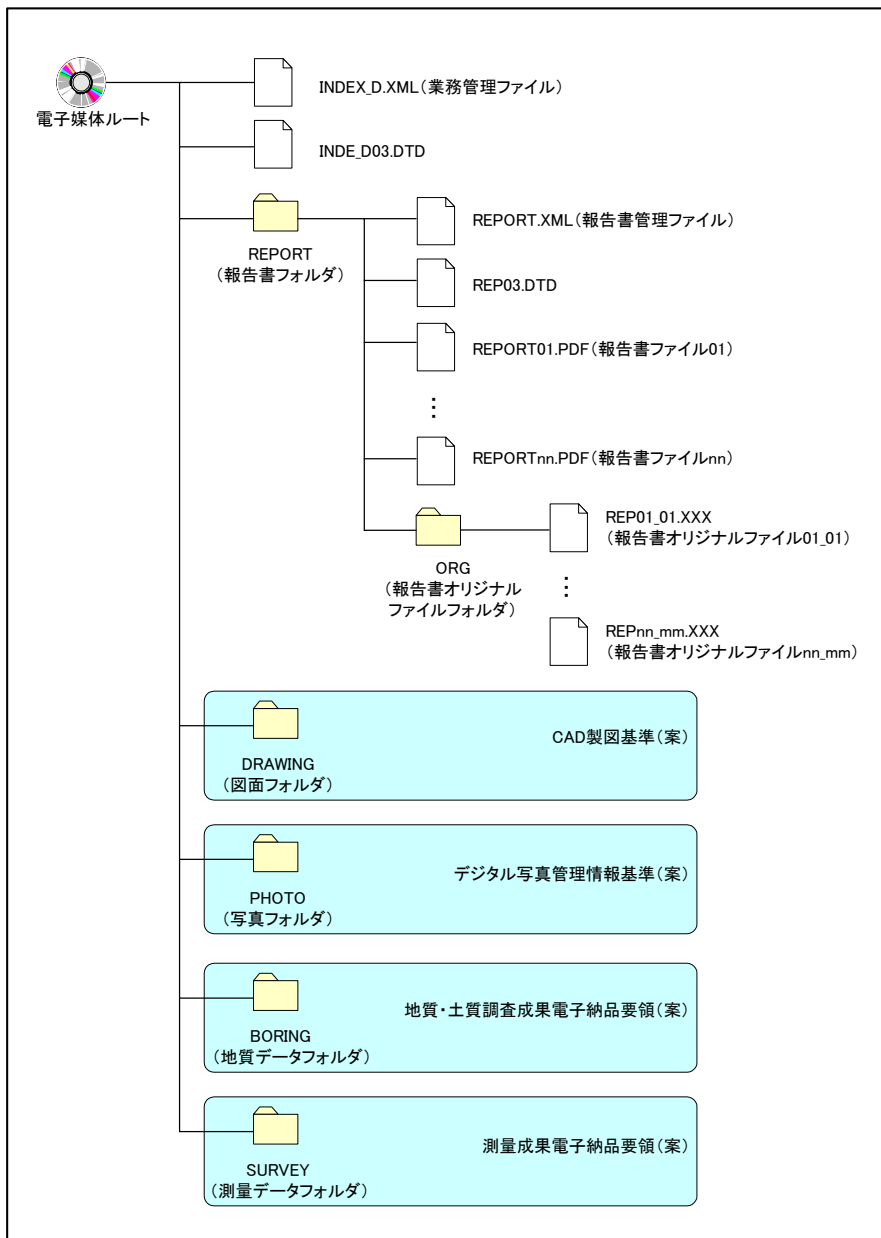 電子媒体ルート
INDEX_D.XML（業務管理ファイル）
INDE_D03.DTD
REPORT
（報告書フォルダ）
REPORT.XML（報告書管理ファイル）
REP03.DTD
REPORT01.PDF（報告書ファイル01）
⋮
REPORTnn.PDF（報告書ファイルnn）
ORG
（報告書オリジナル
ファイルフォルダ）
REP01_01.XXX
（報告書オリジナルファイル01_01）
⋮
REPnn_mm.XXX
（報告書オリジナルファイルnn_mm）
DRAWING
（図面フォルダ）
CAD製図基準（案）
PHOTO
（写真フォルダ）
デジタル写真管理情報基準（案）
BORING
（地質データフォルダ）
地質・土質調査成果電子納品要領（案）
SURVEY
（測量データフォルダ）
測量成果電子納品要領（案）